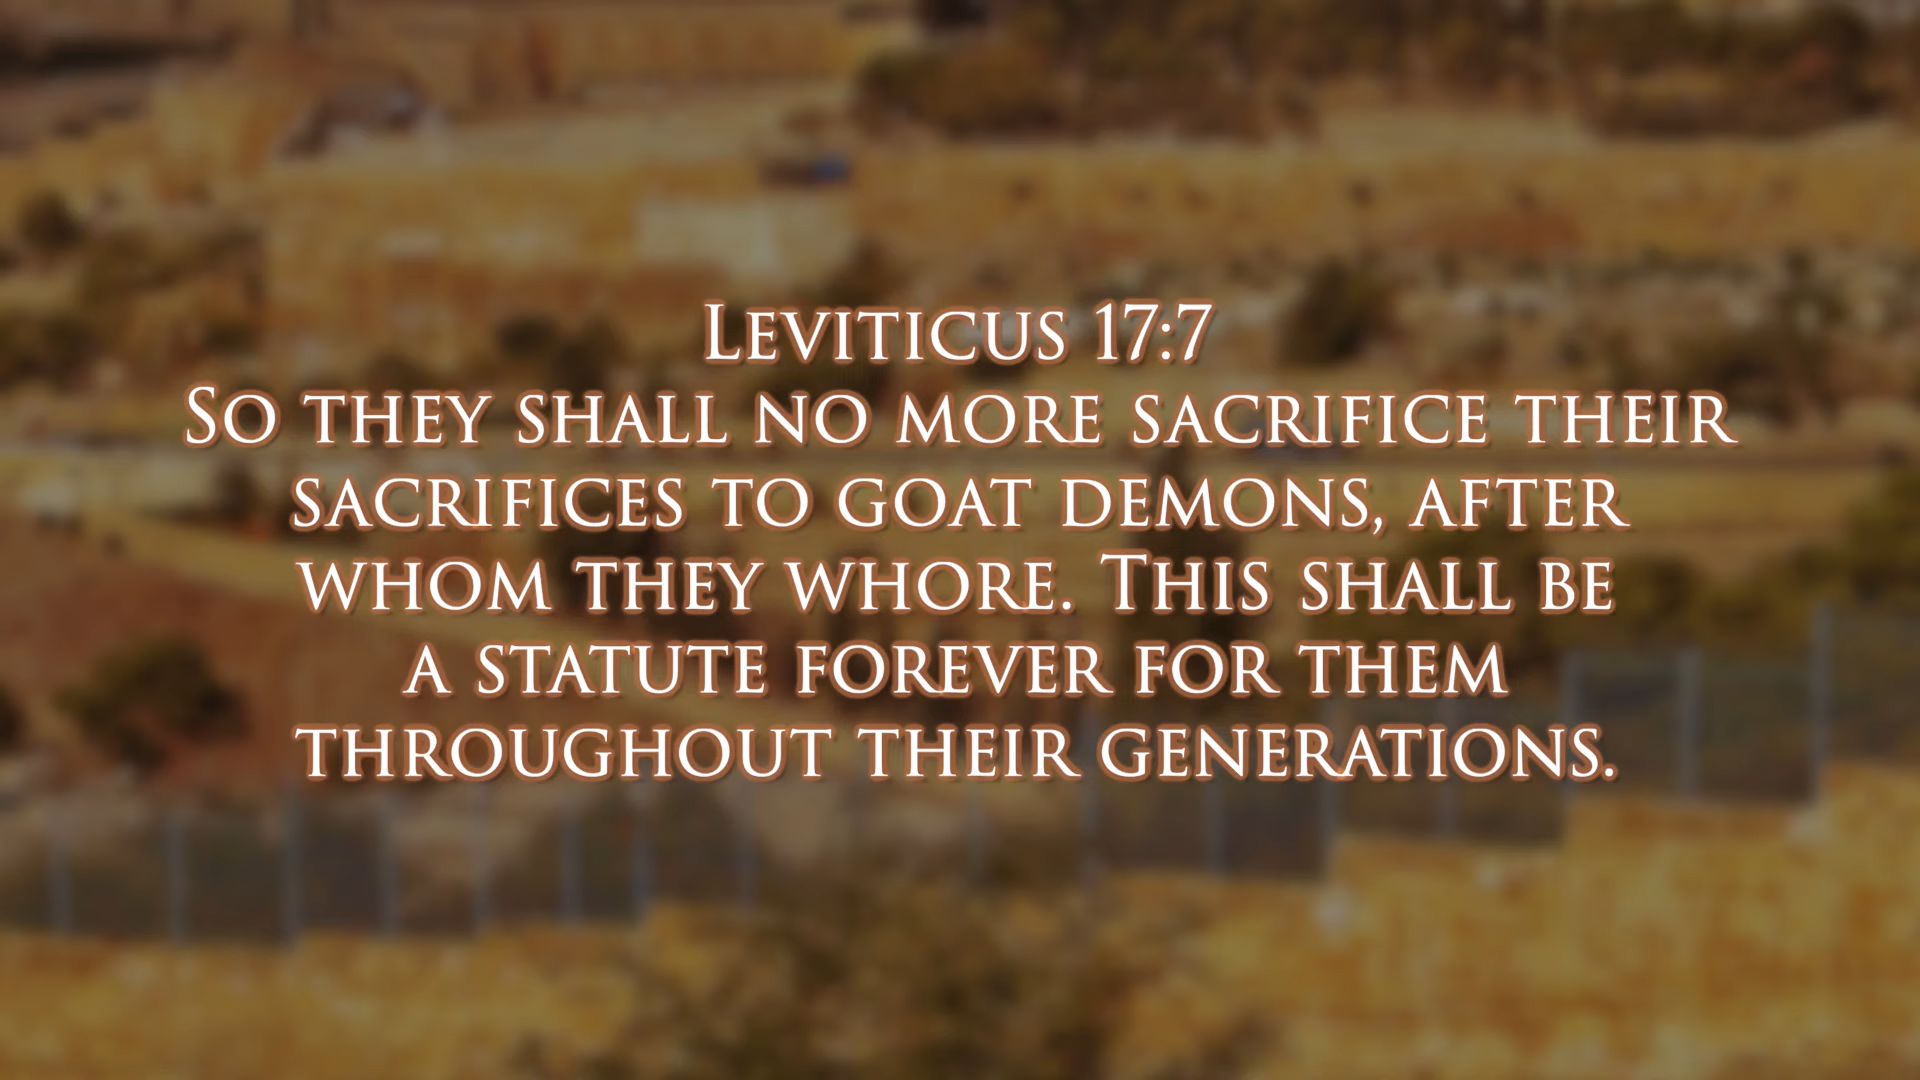 Leviticus 17:7
So they shall no more sacrifice their
sacrifices to goat demons, after
whom they whore. This shall be
a statute forever for them
throughout their generations.